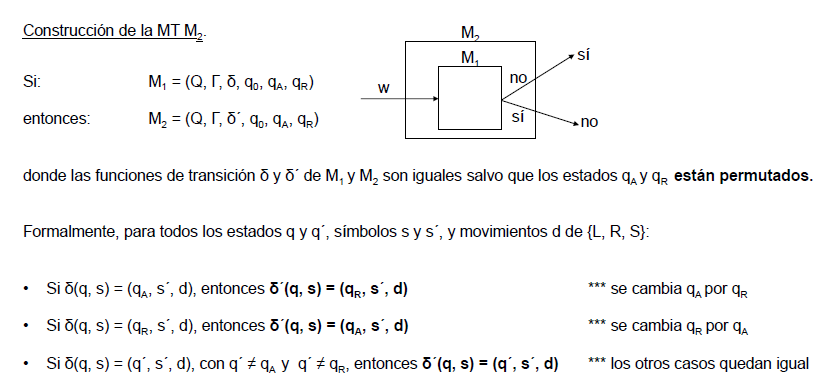 Construcción de la MT M₂.
M₂
M₁
w
no
sí
sí
no
Si: M₁ = (Q, Γ, δ, q₀, qA, qR)
entonces: M₂ = (Q, Γ, δ´, q₀, qA, qR)
donde las funciones de transición δ y δ´ de M₁ y M₂ son iguales salvo que los estados qA y qR están permutados.
Formalmente, para todos los estados q y q´, símbolos s y s´, y movimientos d de {L, R, S}:
• Si δ(q, s) = (qA, s´, d), entonces δ´(q, s) = (qR, s´, d) *** se cambia qA por qR
• Si δ(q, s) = (qR, s´, d), entonces δ´(q, s) = (qA, s´, d) *** se cambia qR por qA
• Si δ(q, s) = (q´, s´, d), con q´ ≠ qA y q´ ≠ qR, entonces δ´(q, s) = (q´, s´, d) *** los otros casos quedan igual